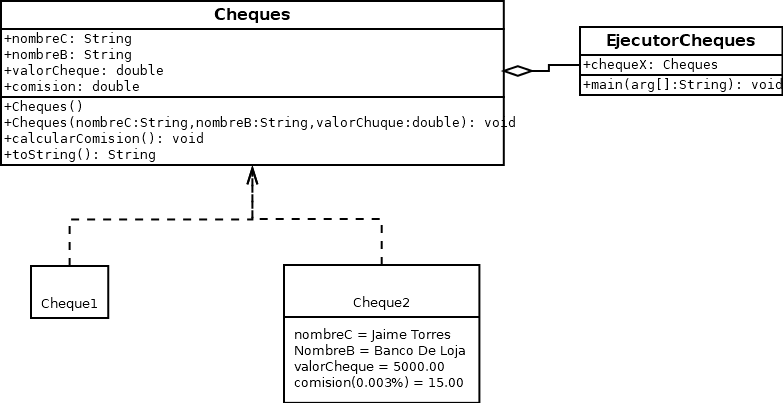 Cheques
+nombreC: String
+nombreB: String
+valorCheque: double
+comision: double
+Cheques()
+Cheques(nombreC:String,nombreB:String,valorChuque:double): void
+calcularComision(): void
+toString(): String
EjecutorCheques
+chequeX: Cheques
+main(arg[]:String): void
Cheque1
Cheque2
nombreC = Jaime Torres
NombreB = Banco De Loja
valorCheque = 5000.00
comision(0.003%) = 15.00